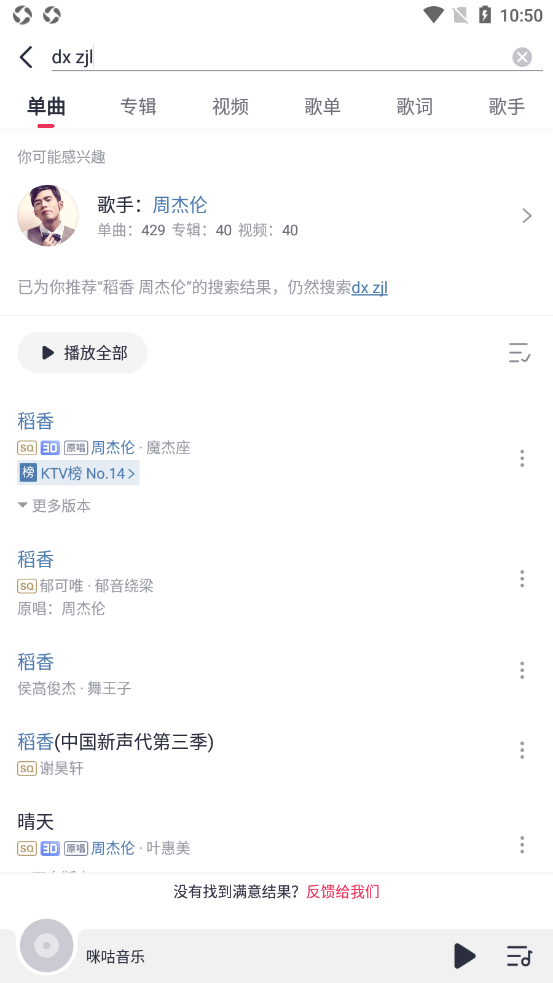 10:50
dx zjl
单曲 专辑 视频 歌单 歌词 歌手
你可能感兴趣
歌手：周杰伦
单曲：429 专辑：40 视频：40
已为你推荐“稻香 周杰伦”的搜索结果，仍然搜索dx zjl
播放全部
稻香
SQ 3D 原唱 周杰伦 · 魔杰座
榜 KTV榜 No.14
更多版本
稻香
SQ 郁可唯 · 郁音绕梁
原唱：周杰伦
稻香
侯高俊杰 · 舞王子
稻香(中国新声代第三季)
SQ 谢昊轩
晴天
SQ 3D 原唱 周杰伦 · 叶惠美
没有找到满意结果？反馈给我们
咪咕音乐